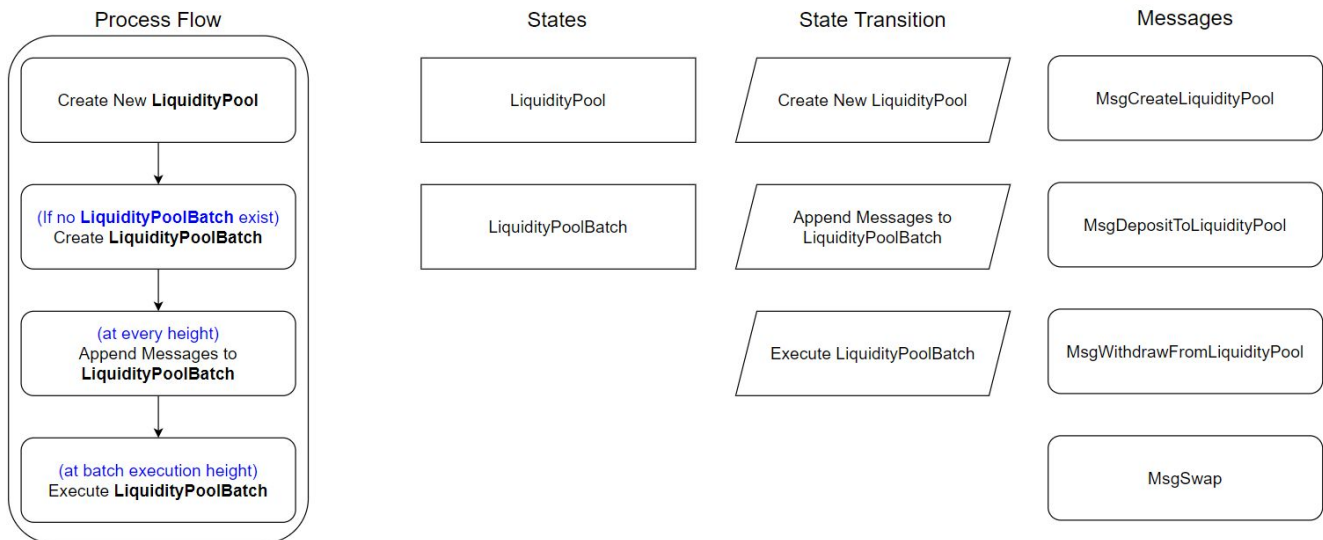 Process Flow
Create New LiquidityPool
(If no LiquidityPoolBatch exist)
Create LiquidityPoolBatch
(at every height)
Append Messages to
LiquidityPoolBatch
(at batch execution height)
Execute LiquidityPoolBatch
States
LiquidityPool
LiquidityPoolBatch
State Transition
Create New LiquidityPool
Append Messages to
LiquidityPoolBatch
Execute LiquidityPoolBatch
Messages
MsgCreateLiquidityPool
MsgDepositToLiquidityPool
MsgWithdrawFromLiquidityPool
MsgSwap